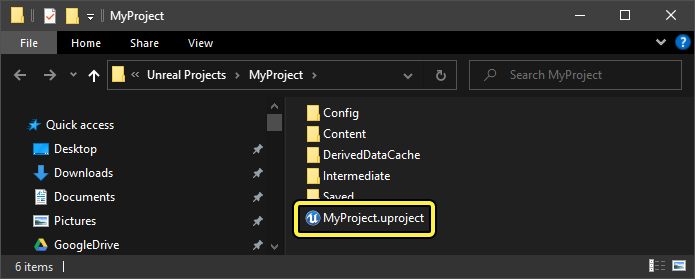 MyProject
File Home Share View
Unreal Projects MyProject Search MyProject
Quick access
Desktop
Downloads
Documents
Pictures
GoogleDrive
Config
Content
DerivedDataCache
Intermediate
Saved
MyProject.uproject
6 items